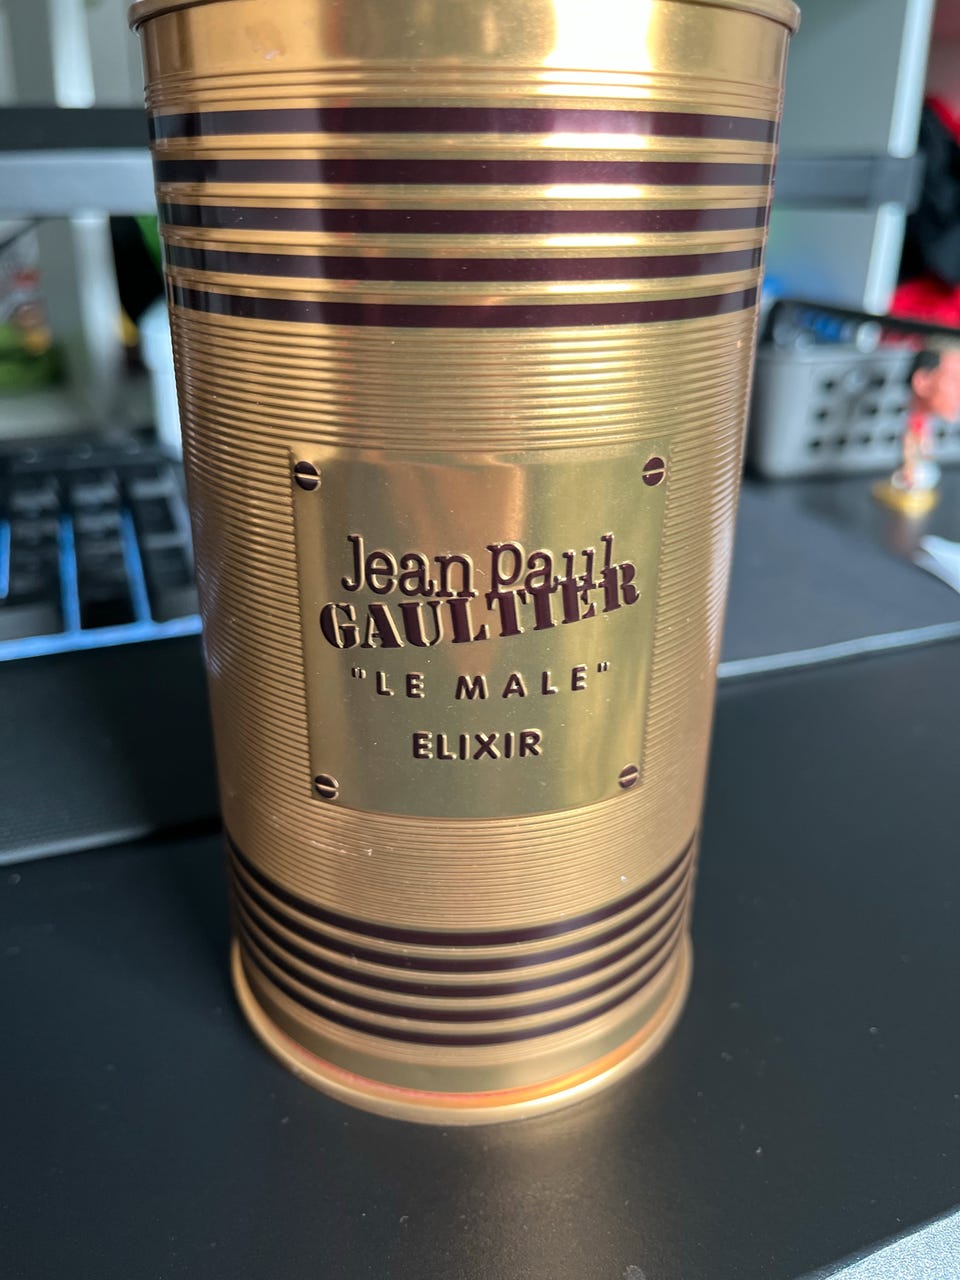 Jean Paul
GAULTIER
"LE MALE"
ELIXIR